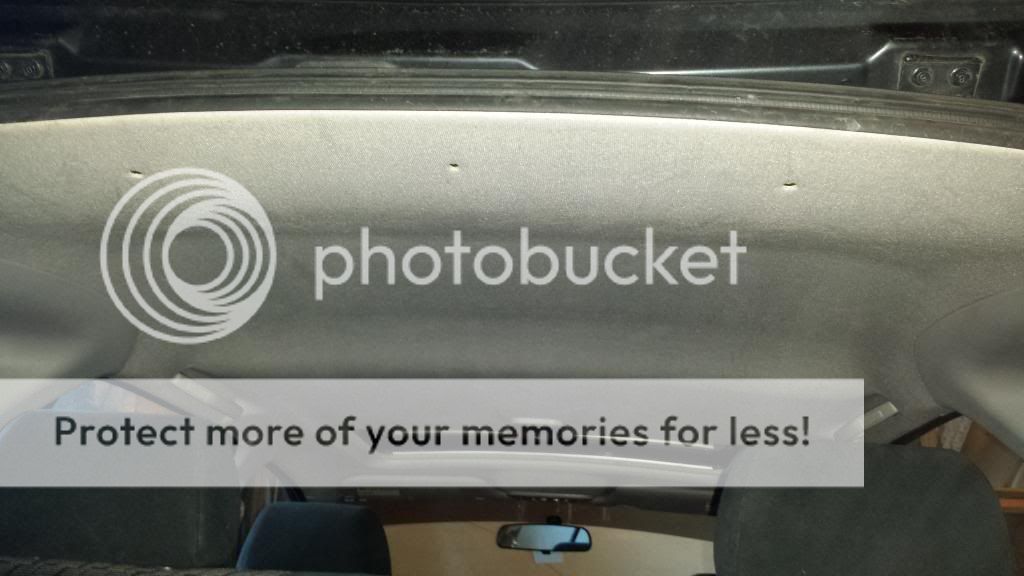 photobucket
Protect more of your memories for less!